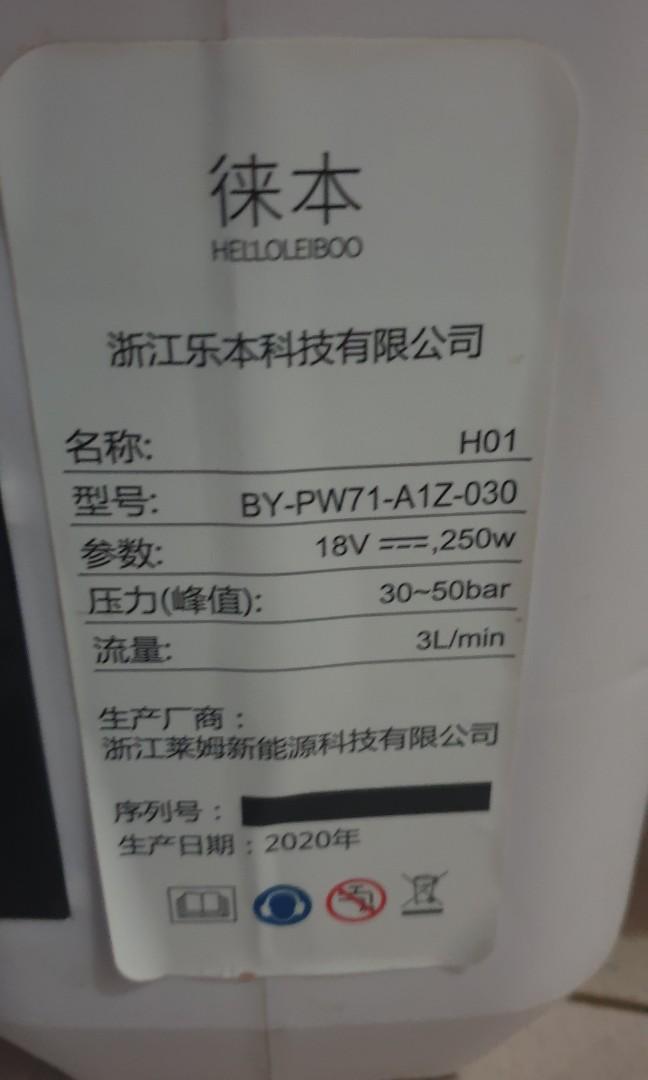 徕本
HELLOLEIBOO
浙江乐本科技有限公司
名称: H01
型号: BY-PW71-A1Z-030
参数: 18V ⎓,250w
压力(峰值): 30~50bar
流量: 3L/min
生产厂商：
浙江莱姆新能源科技有限公司
序列号：
生产日期：2020年